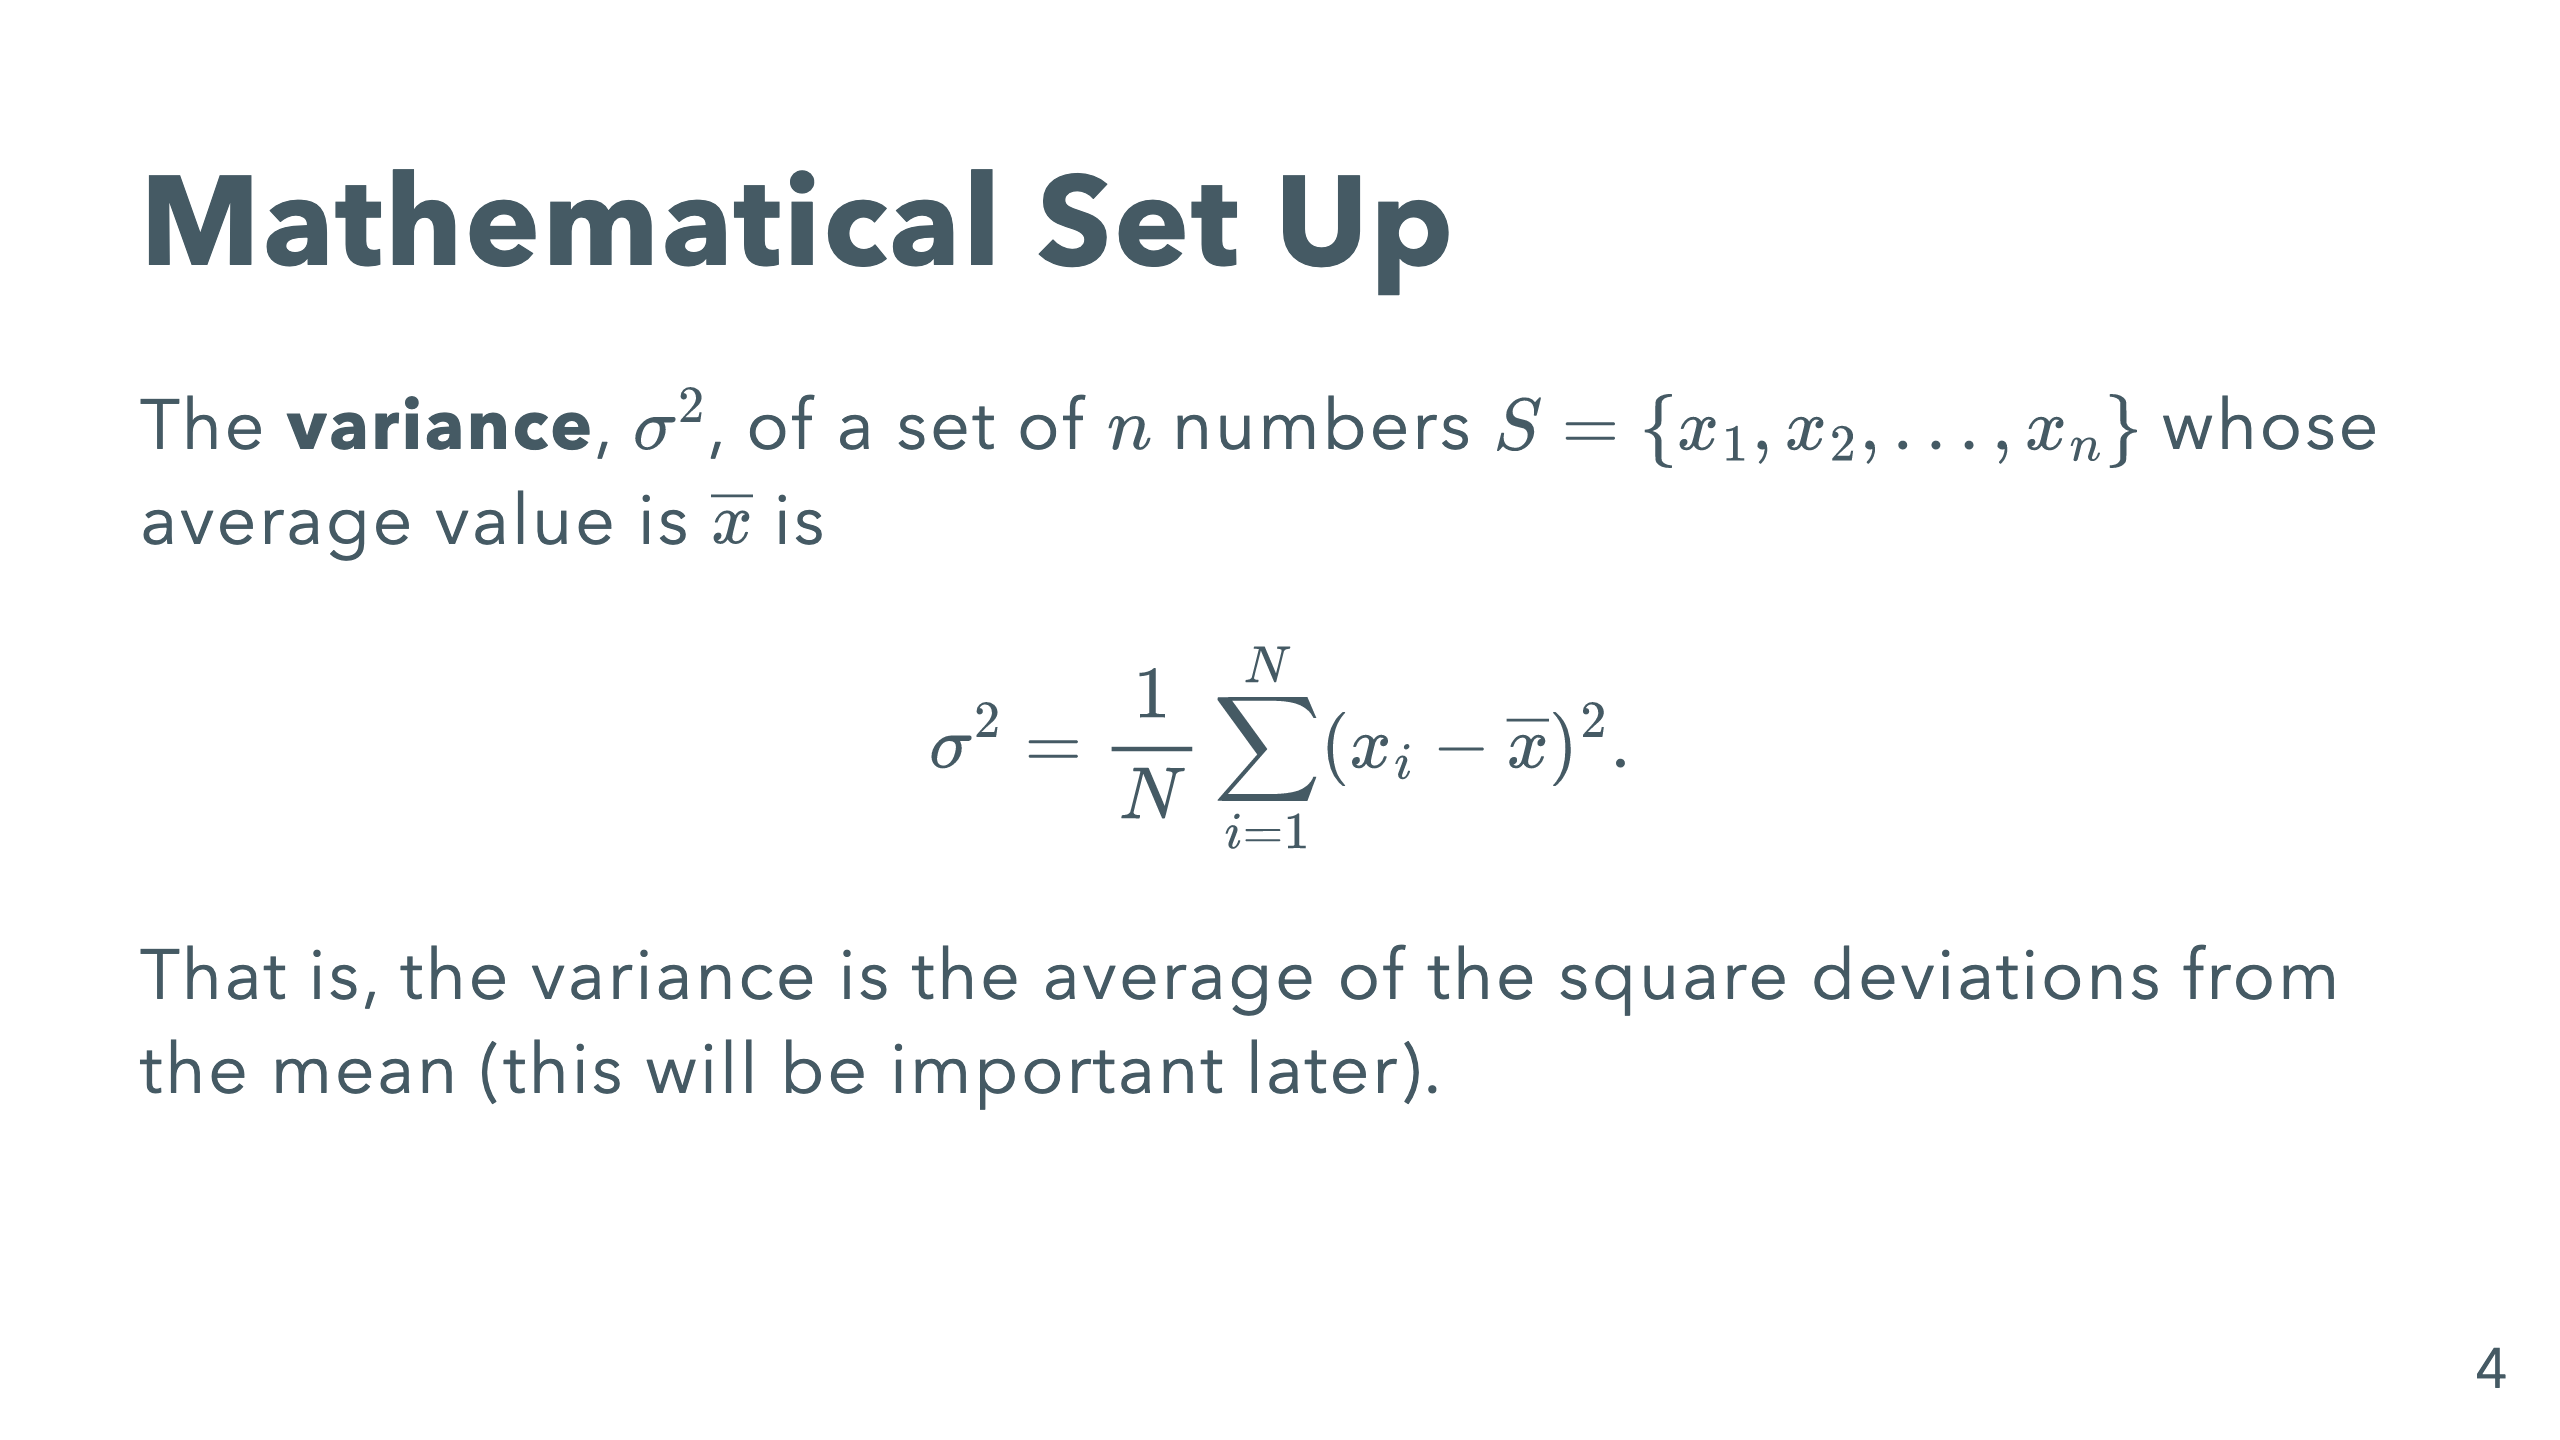 Mathematical Set Up
The variance, σ², of a set of n numbers S = {x₁, x₂, . . . , xₙ} whose
average value is x̅ is
σ² = \frac{1}{N} \sum_{i=1}^{N} (xᵢ − x̅)².
That is, the variance is the average of the square deviations from
the mean (this will be important later).
4